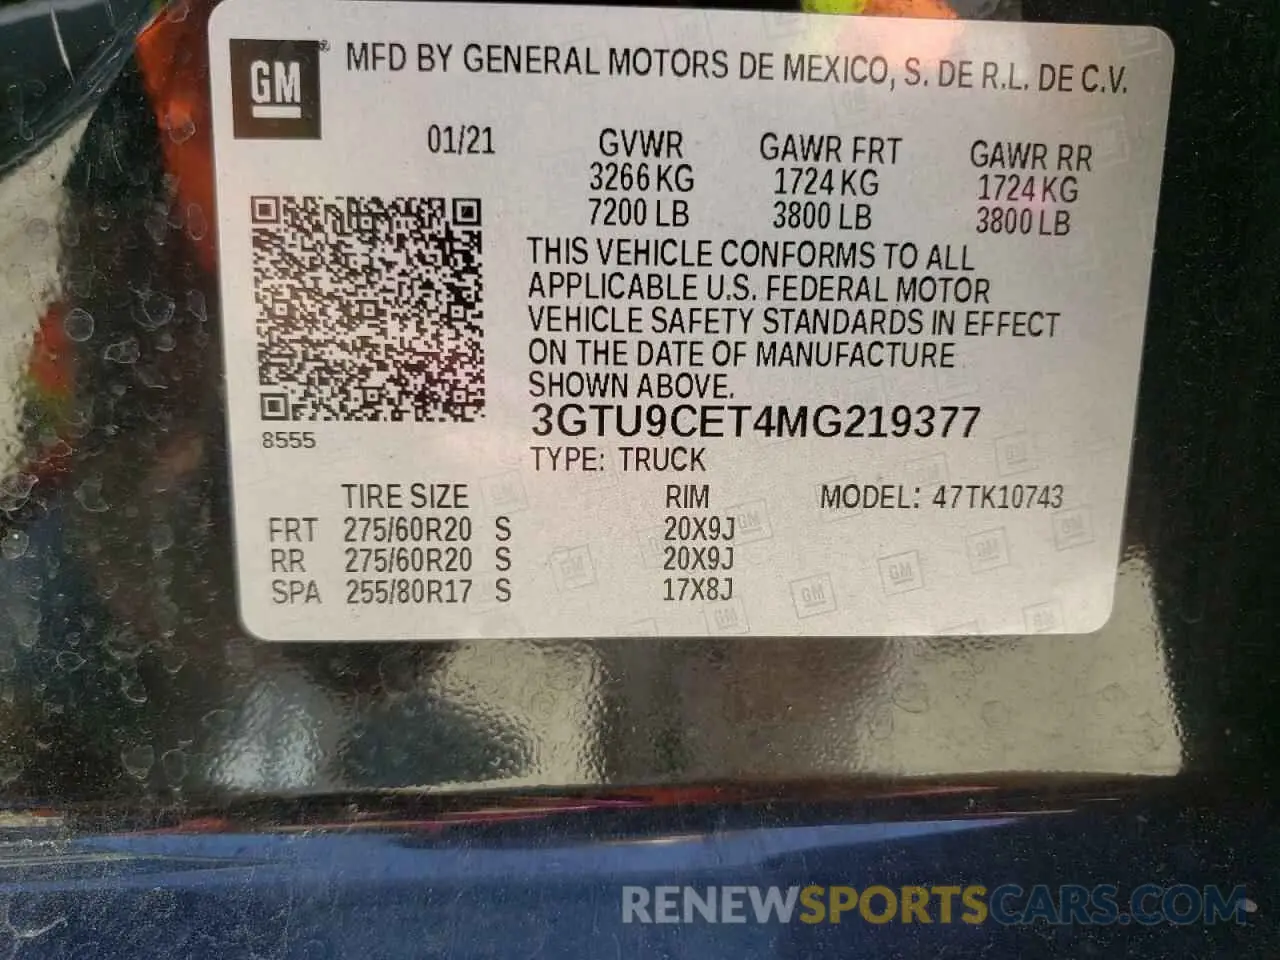 GM® MFD BY GENERAL MOTORS DE MEXICO, S. DE R.L. DE C.V.
01/21 GVWR GAWR FRT GAWR RR
3266 KG 1724 KG 1724 KG
7200 LB 3800 LB 3800 LB
THIS VEHICLE CONFORMS TO ALL
APPLICABLE U.S. FEDERAL MOTOR
VEHICLE SAFETY STANDARDS IN EFFECT
ON THE DATE OF MANUFACTURE
SHOWN ABOVE.
3GTU9CET4MG219377
8555
TYPE: TRUCK
TIRE SIZE RIM MODEL: 47TK10743
FRT 275/60R20 S 20X9J
RR 275/60R20 S 20X9J
SPA 255/80R17 S 17X8J
RENEWSPORTSCARS.COM